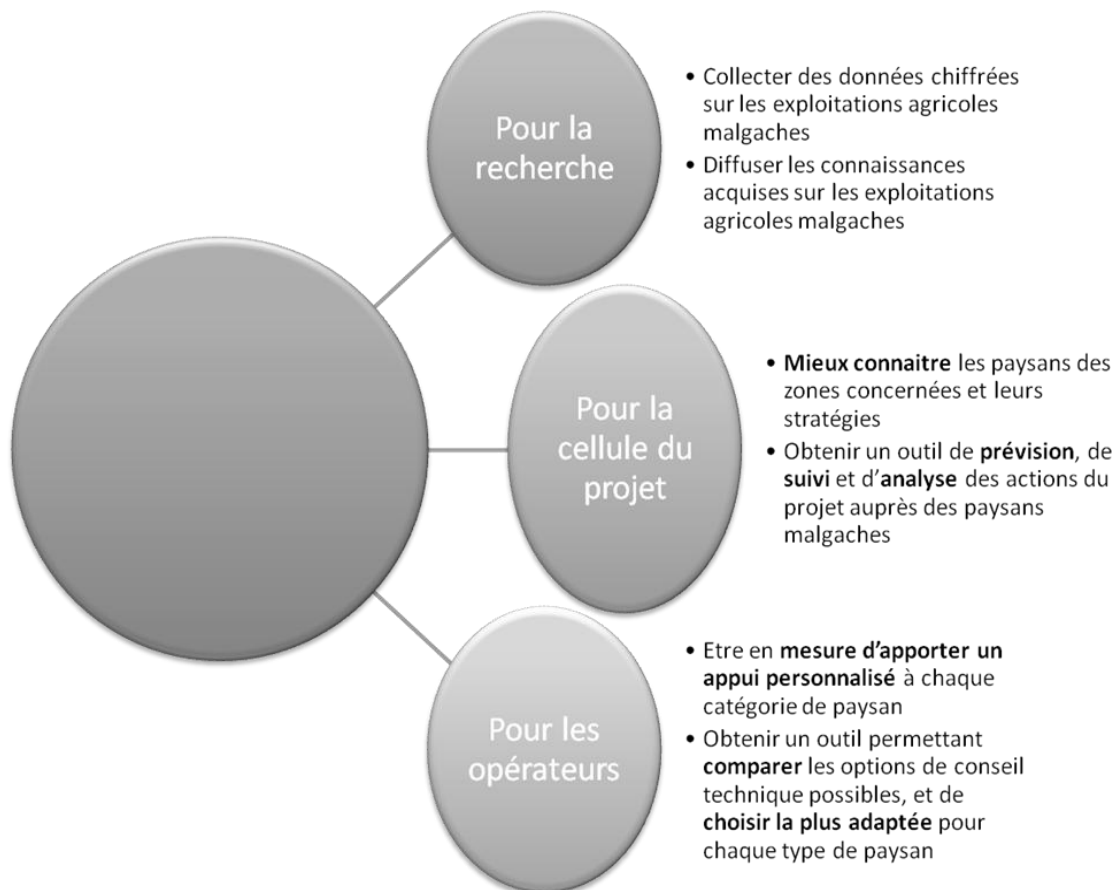 Pour la
recherche
• Collecter des données chiffrées
sur les exploitations agricoles
malgaches
• Diffuser les connaissances
acquises sur les exploitations
agricoles malgaches
Pour la
cellule du
projet
• Mieux connaitre les paysans des
zones concernées et leurs
stratégies
• Obtenir un outil de prévision, de
suivi et d'analyse des actions du
projet auprès des paysans
malgaches
Pour les
opérateurs
• Etre en mesure d'apporter un
appui personnalisé à chaque
catégorie de paysan
• Obtenir un outil permettant
comparer les options de conseil
technique possibles, et de
choisir la plus adaptée pour
chaque type de paysan